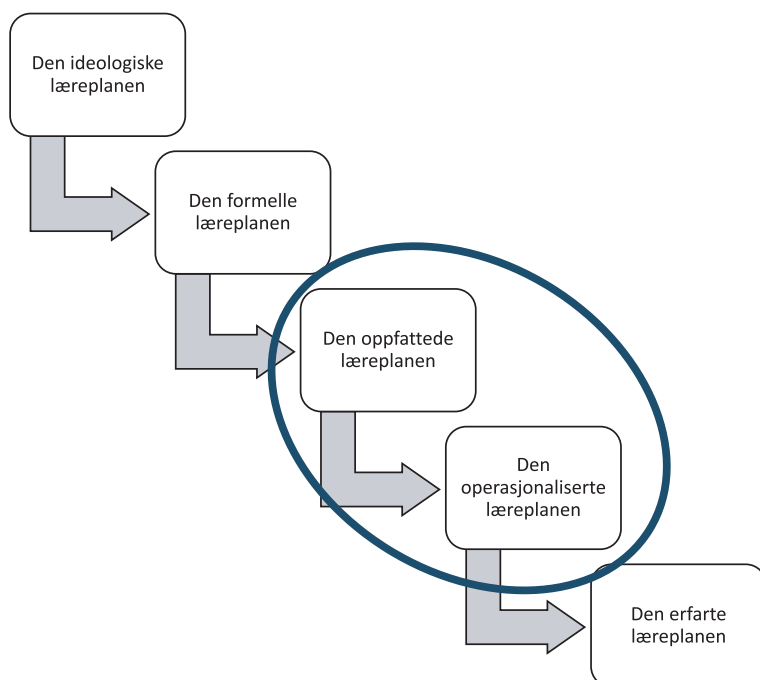 Den ideologiske
læreplanen
Den formelle
læreplanen
Den oppfattede
læreplanen
Den
operasjonaliserte
læreplanen
Den erfarte
læreplanen